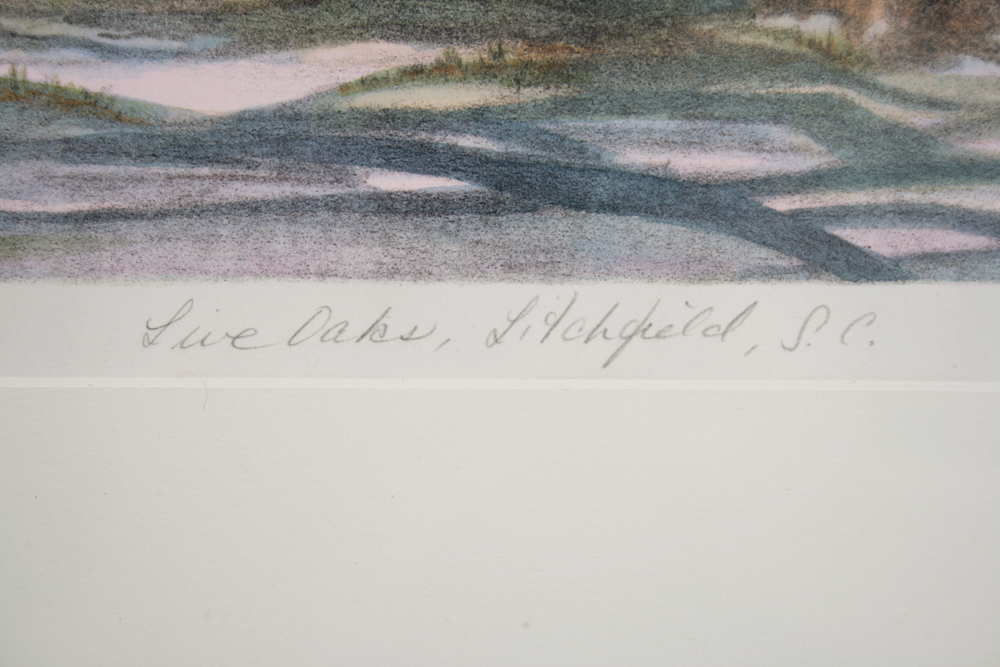 Live Oaks, Litchfield, S.C.